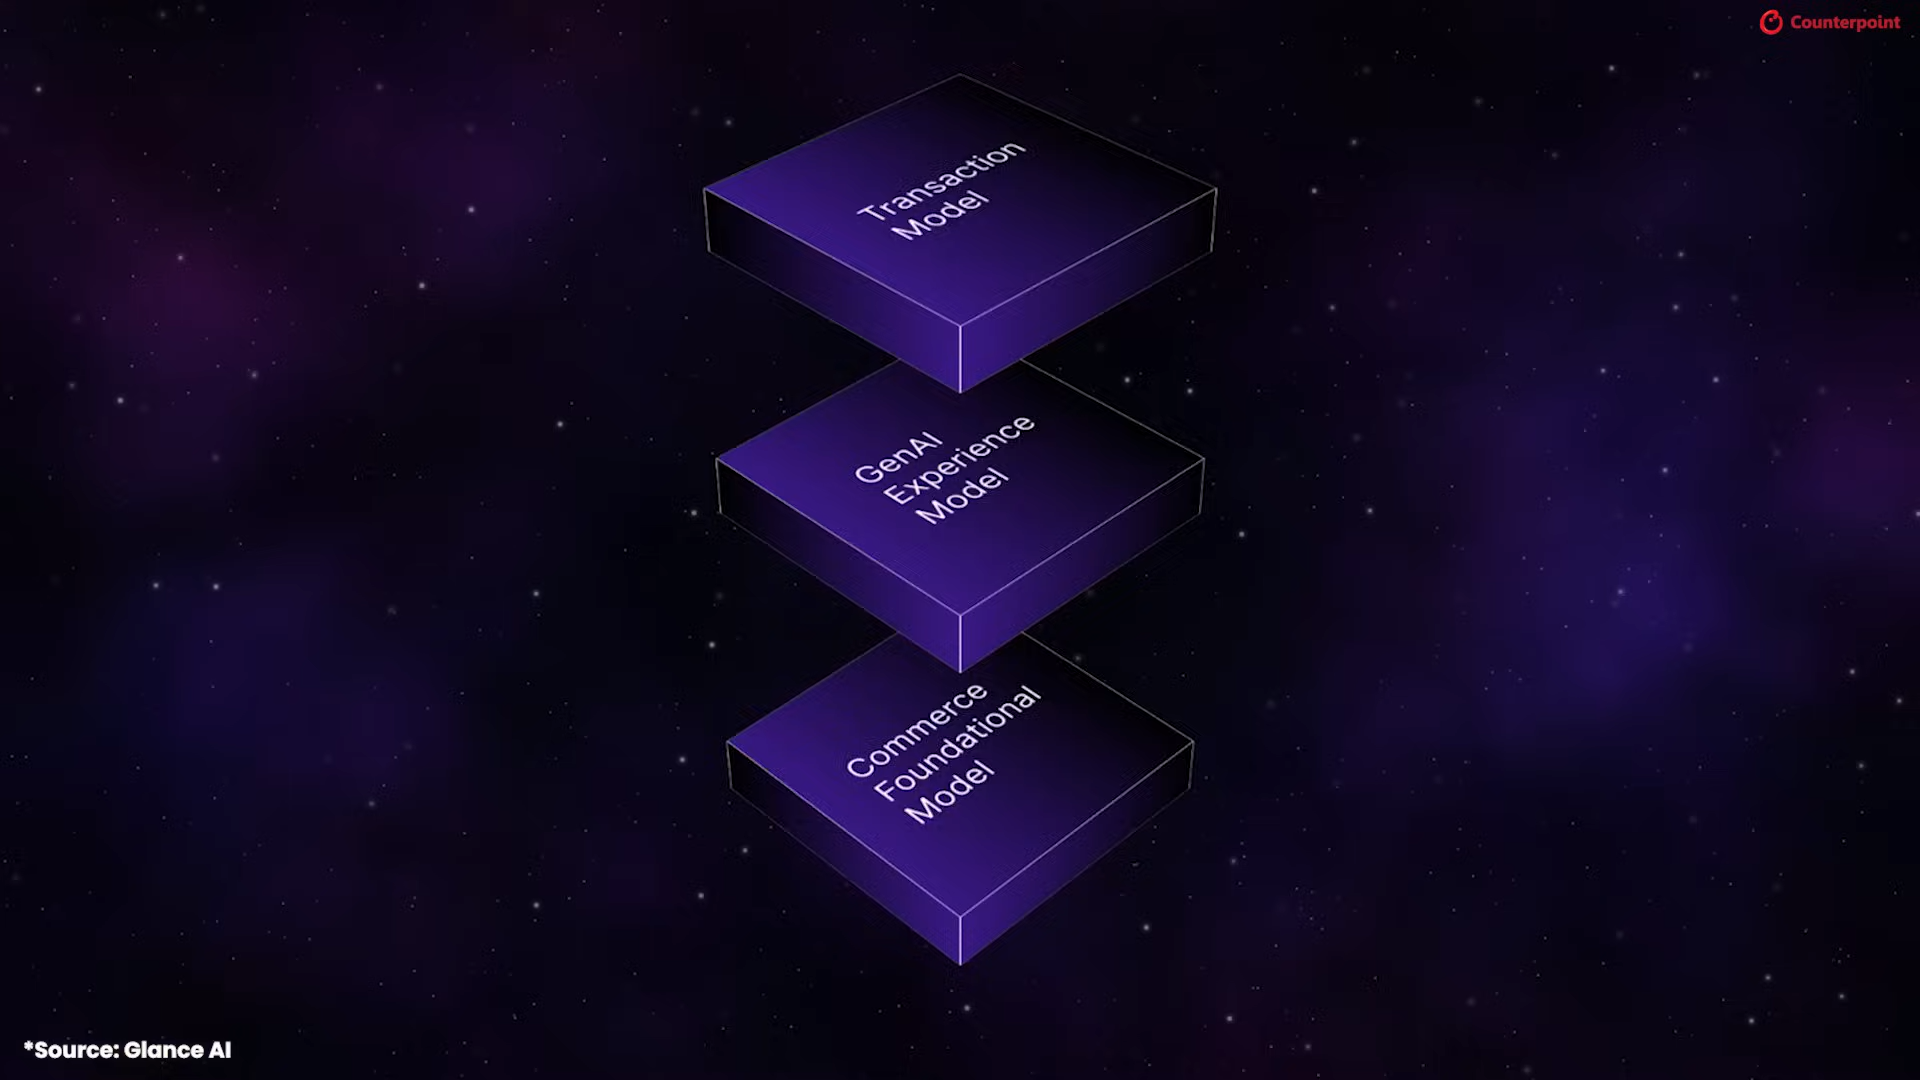 Counterpoint
Transaction
Model
GenAI
Experience
Model
Commerce
Foundational
Model
*Source: Glance AI